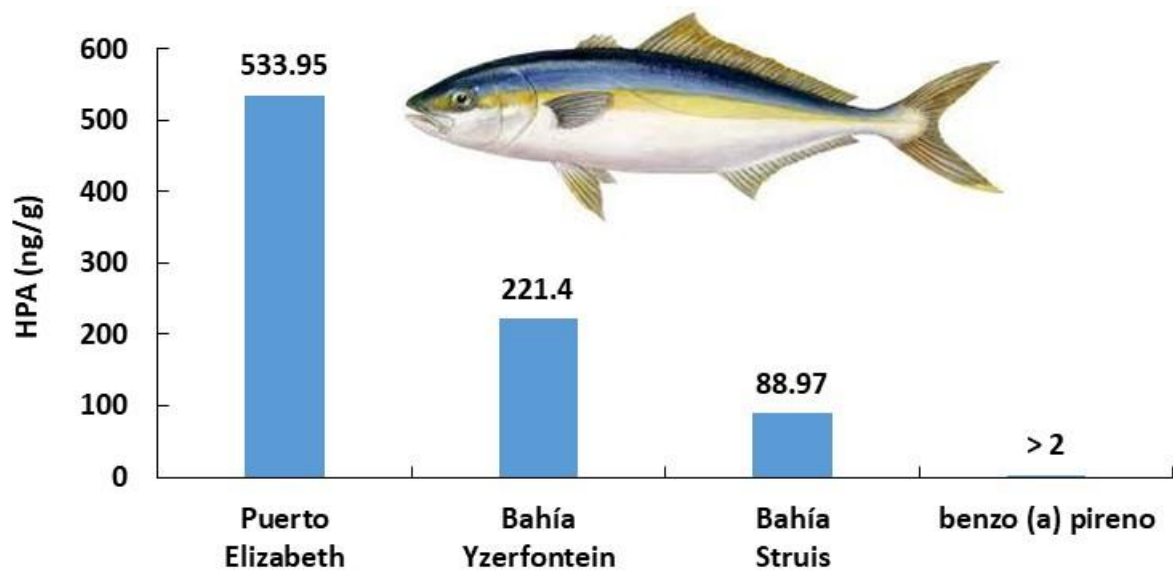 600
500
400
300
200
100
0
HPA (ng/g)
533.95
221.4
88.97
> 2
Puerto
Elizabeth
Bahía
Yzerfontein
Bahía
Struis
benzo (a) pireno